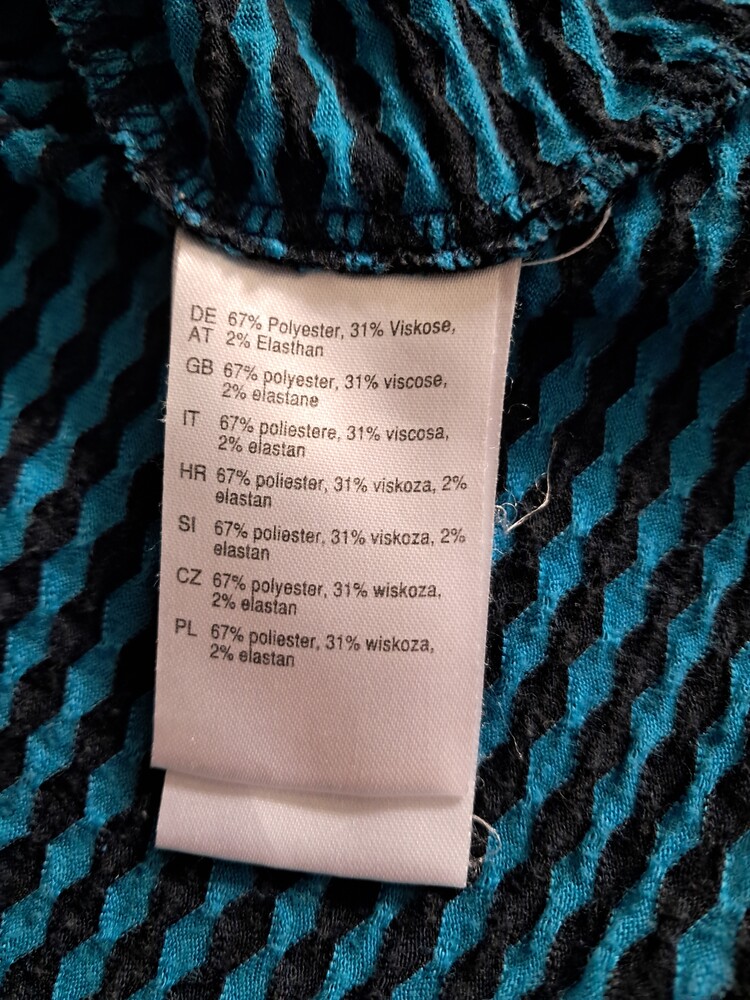 DE 67% Polyester, 31% Viskose,
AT 2% Elasthan
GB 67% polyester, 31% viscose,
2% elastane
IT 67% poliestere, 31% viscosa,
2% elastan
HR 67% poliester, 31% viskoza, 2%
elastan
SI 67% poliester, 31% viskoza, 2%
elastan
CZ 67% polyester, 31% wiskoza,
2% elastan
PL 67% poliester, 31% wiskoza,
2% elastan